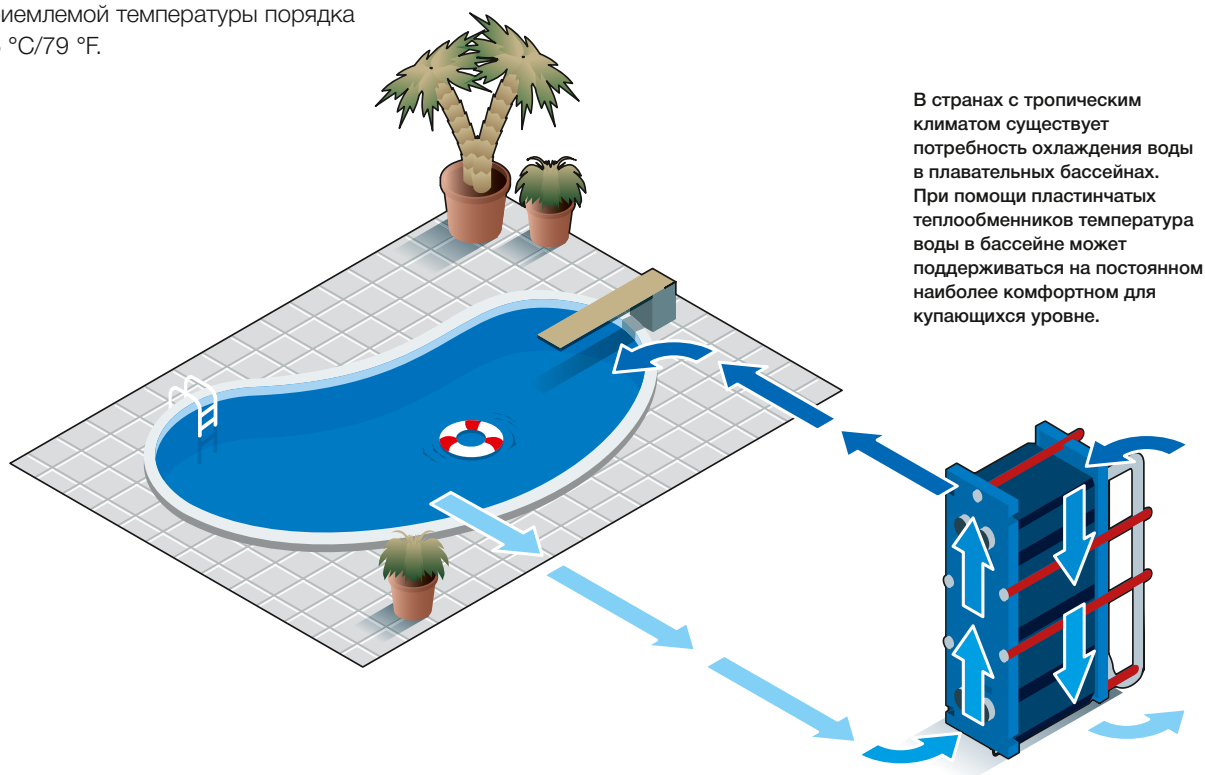 емлемой температуры порядка
°C/79 °F.
В странах с тропическим
климатом существует
потребность охлаждения воды
в плавательных бассейнах.
При помощи пластинчатых
теплообменников температура
воды в бассейне может
поддерживаться на постоянном
наиболее комфортном для
купающихся уровне.